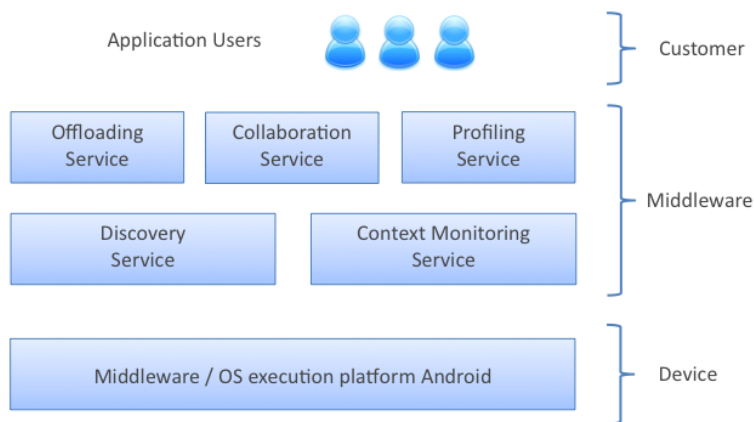 Application Users
Customer
Offloading
Service
Collaboration
Service
Profiling
Service
Middleware
Discovery
Service
Context Monitoring
Service
Middleware / OS execution platform Android
Device